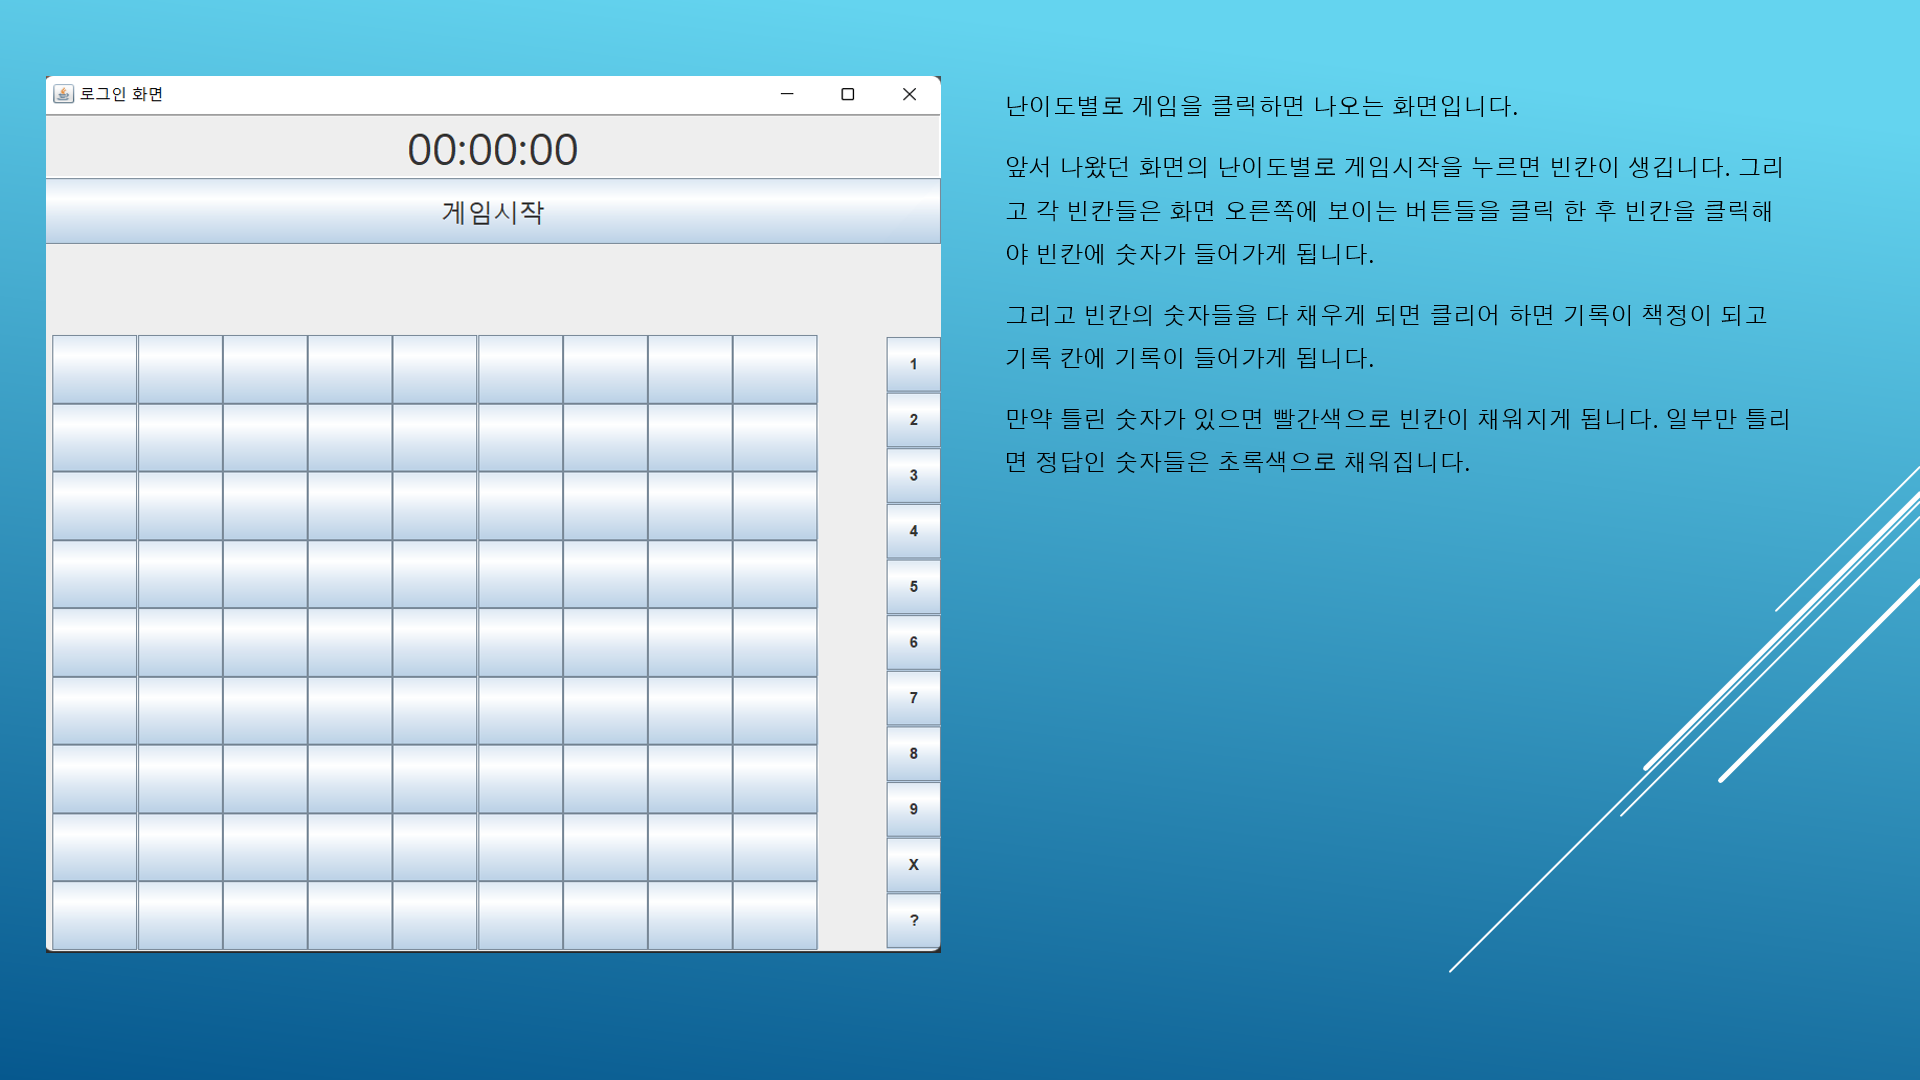 로그인 화면
00:00:00
게임시작
1
2
3
4
5
6
7
8
9
X
?
난이도별로 게임을 클릭하면 나오는 화면입니다.
앞서 나왔던 화면의 난이도별로 게임시작을 누르면 빈칸이 생깁니다. 그리
고 각 빈칸들은 화면 오른쪽에 보이는 버튼들을 클릭 한 후 빈칸을 클릭해
야 빈칸에 숫자가 들어가게 됩니다.
그리고 빈칸의 숫자들을 다 채우게 되면 클리어 하면 기록이 책정이 되고
기록 칸에 기록이 들어가게 됩니다.
만약 틀린 숫자가 있으면 빨간색으로 빈칸이 채워지게 됩니다. 일부만 틀리
면 정답인 숫자들은 초록색으로 채워집니다.